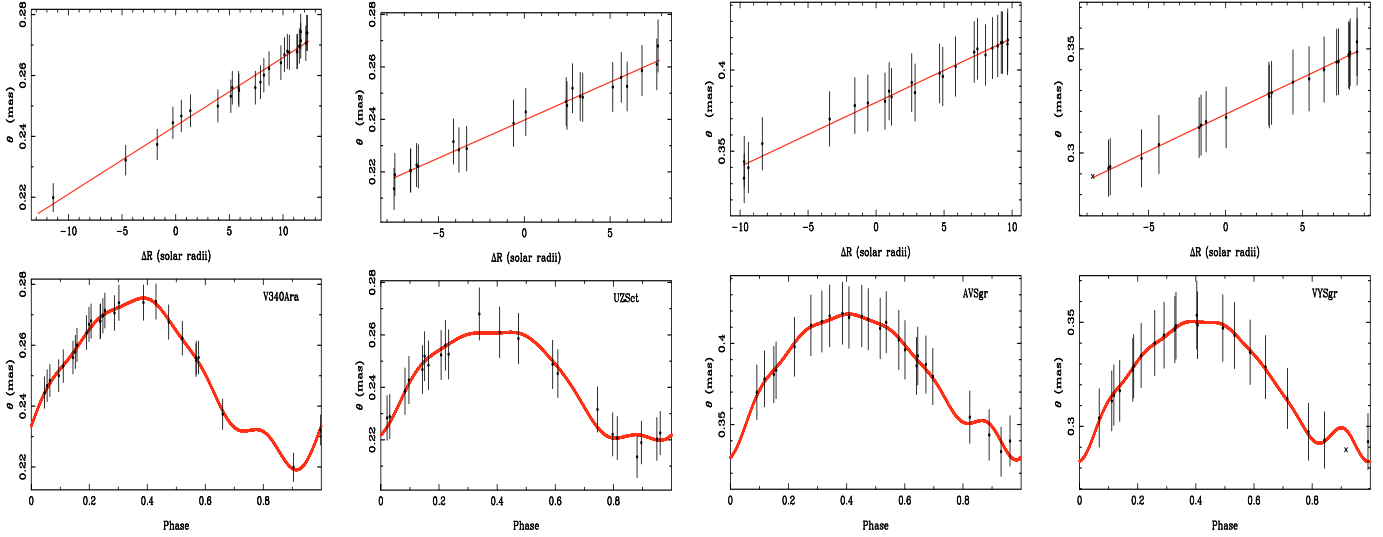 0.22 0.24 0.26 0.28
θ (mas)
−10 −5 0 5 10
ΔR (solar radii)
0.22 0.24 0.26 0.28
θ (mas)
−5 0 5
ΔR (solar radii)
0.35 0.4
θ (mas)
−10 −5 0 5 10
ΔR (solar radii)
0.3 0.35
θ (mas)
−5 0 5
ΔR (solar radii)
V340Ara
0.22 0.24 0.26 0.28
θ (mas)
0 0.2 0.4 0.6 0.8
Phase
UZSct
0.22 0.24 0.26 0.28
θ (mas)
0 0.2 0.4 0.6 0.8
Phase
AVSgr
0.35 0.4
θ (mas)
0 0.2 0.4 0.6 0.8
Phase
VYSgr
0.3 0.35
θ (mas)
0 0.2 0.4 0.6 0.8
Phase